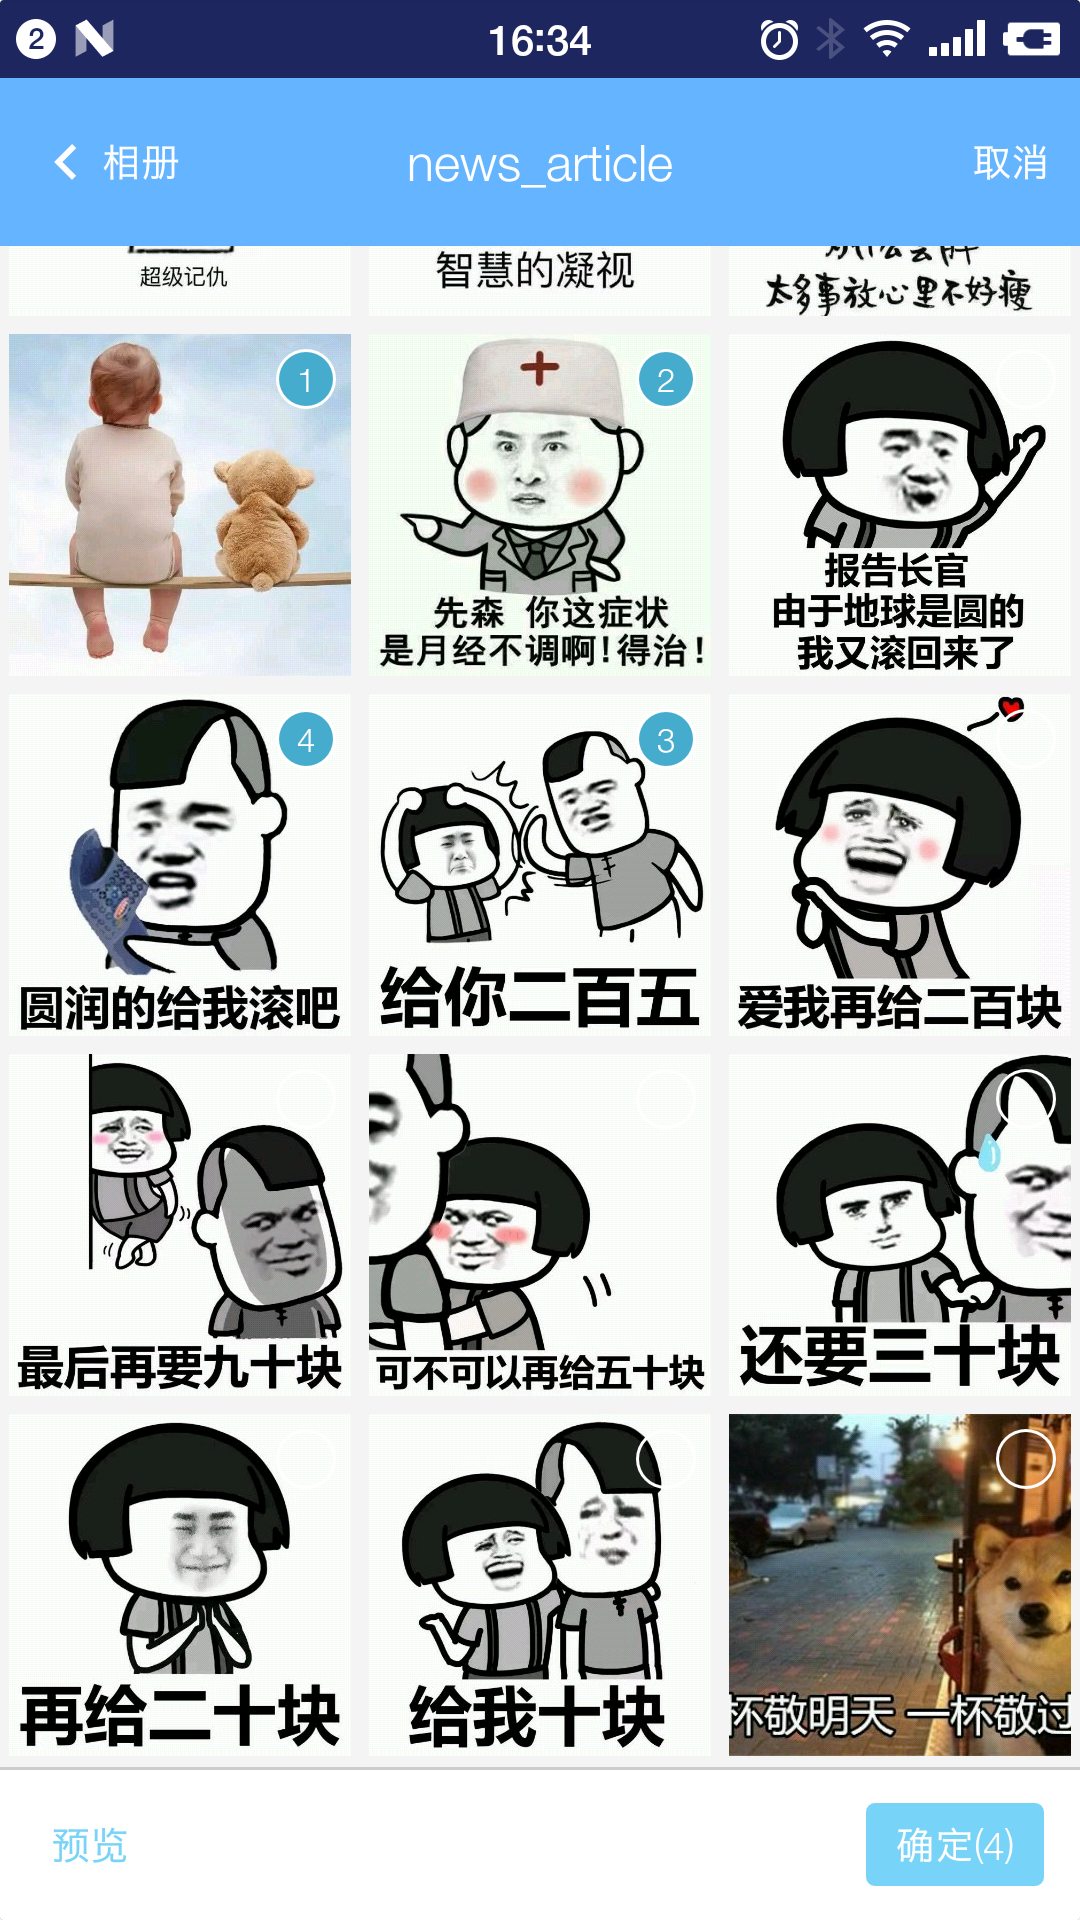 2
16:34
相册
news_article
取消
超级记仇
智慧的凝视
太多事放心里不好瘦
1
2
先森 你这症状
是月经不调啊!得治!
报告长官
由于地球是圆的
我又滚回来了
4
圆润的给我滚吧
3
给你二百五
爱我再给二百块
最后再要九十块
可不可以再给五十块
还要三十块
再给二十块
给我十块
杯敬明天 一杯敬过
预览
确定(4)